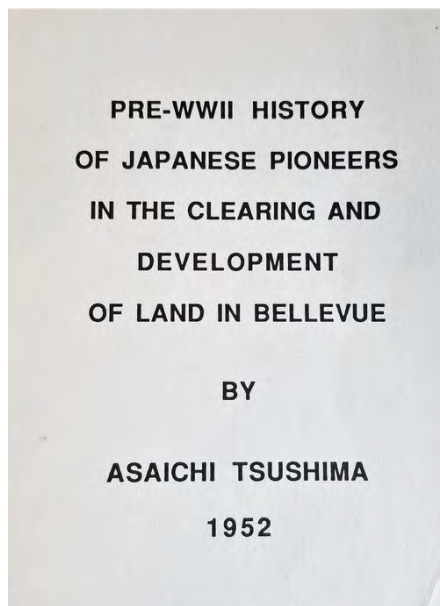 PRE-WWII HISTORY
OF JAPANESE PIONEERS
IN THE CLEARING AND
DEVELOPMENT
OF LAND IN BELLEVUE
BY
ASAICHI TSUSHIMA
1952